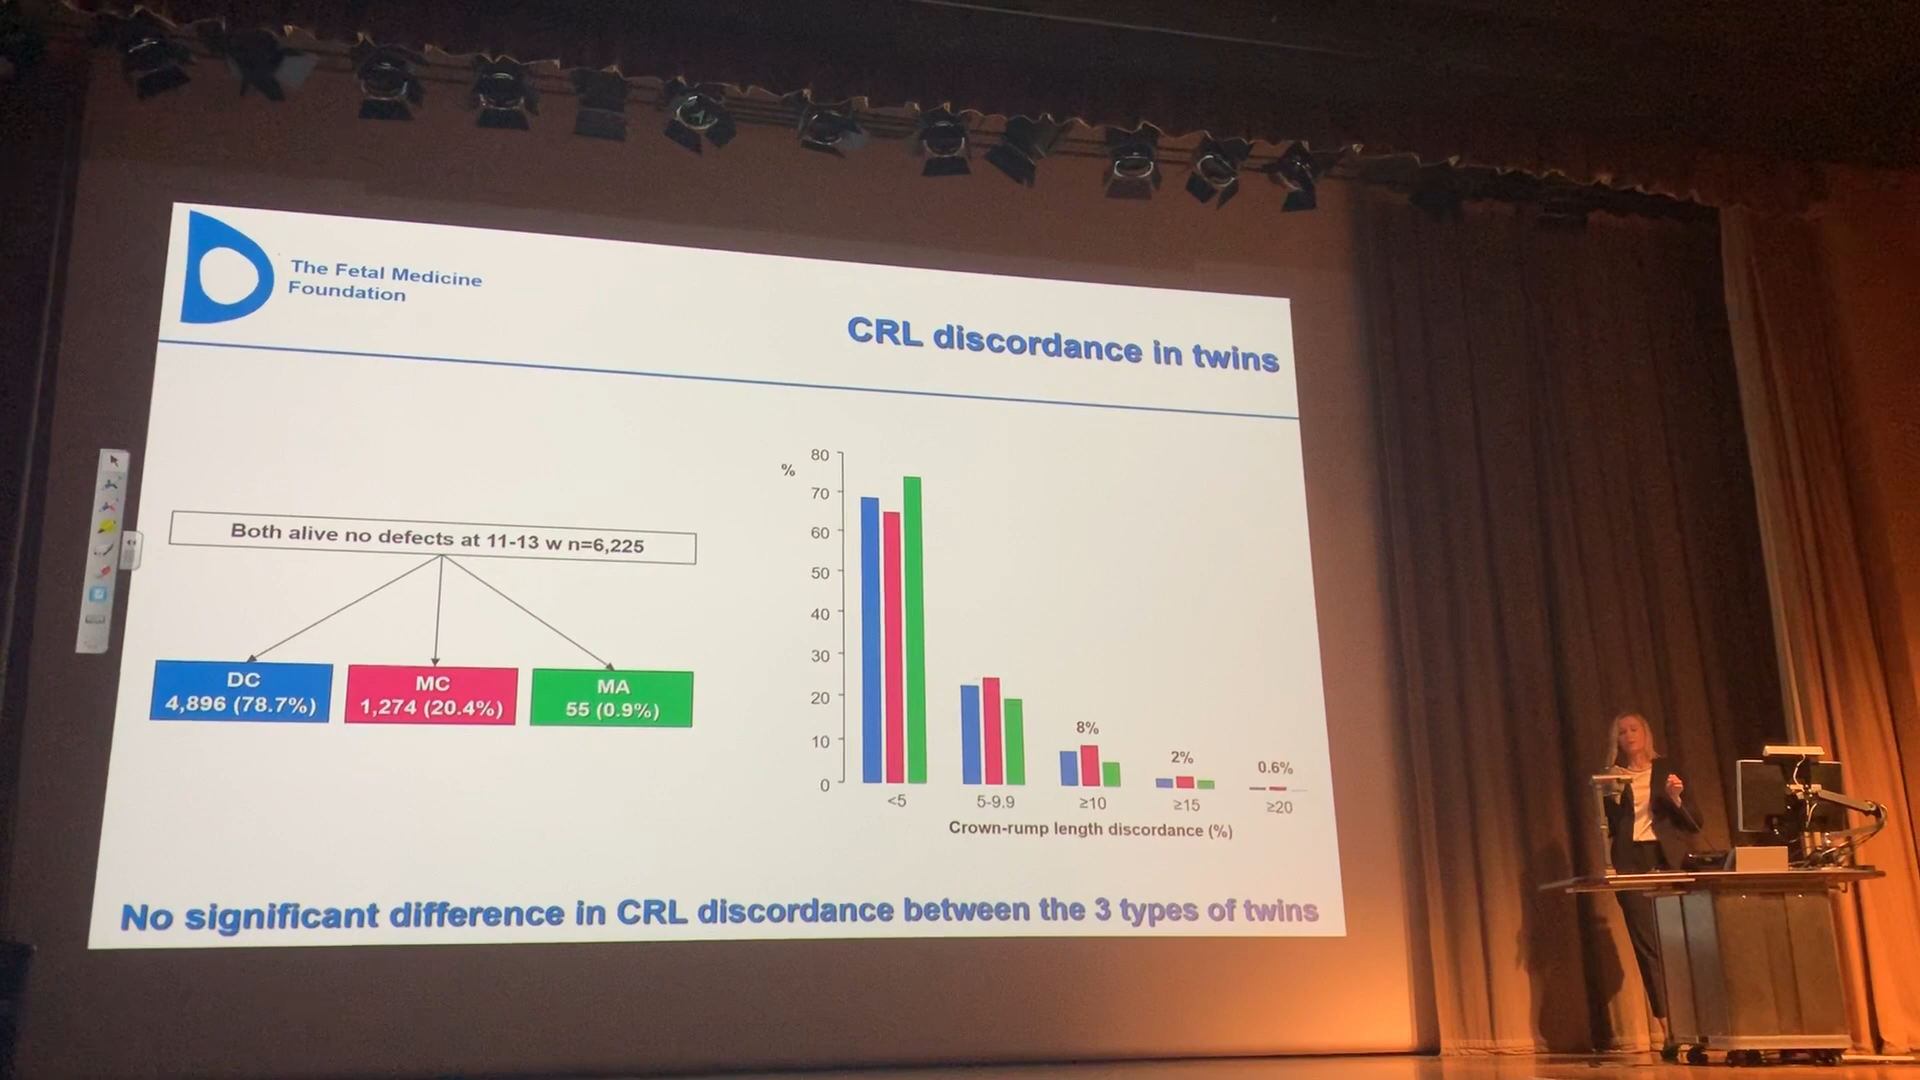 The Fetal Medicine
Foundation
CRL discordance in twins
Both alive no defects at 11-13 w n=6,225
DC
4,896 (78.7%)
MC
1,274 (20.4%)
MA
55 (0.9%)
%
80
70
60
50
40
30
20
10
0
8%
2%
0.6%
<5
5-9.9
≥10
≥15
≥20
Crown-rump length discordance (%)
No significant difference in CRL discordance between the 3 types of twins